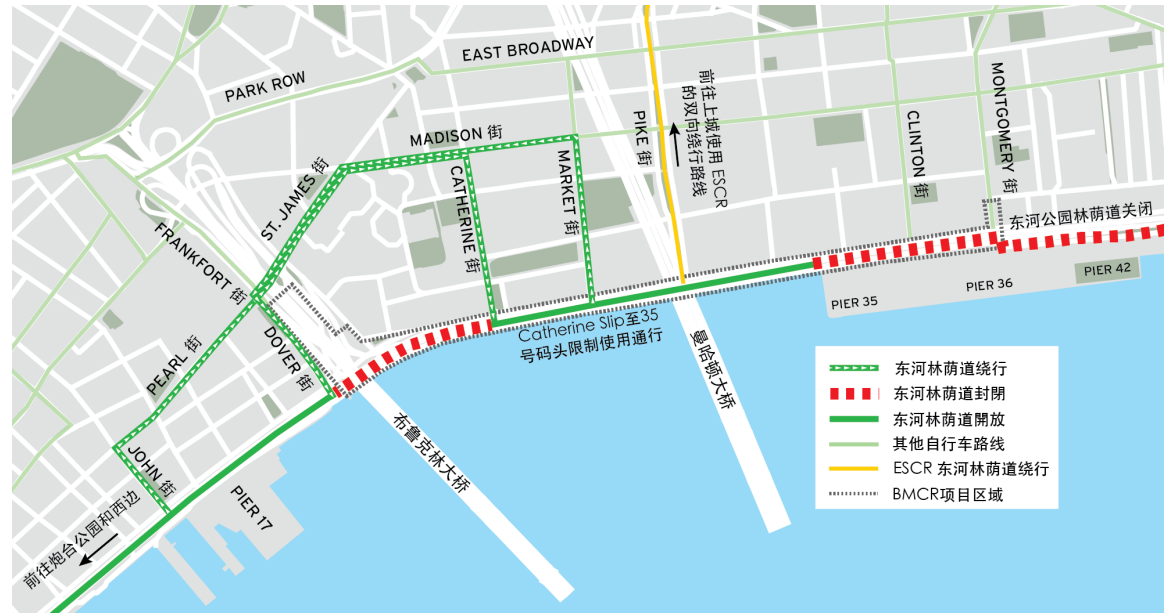 EAST BROADWAY
PARK ROW
MADISON 街
ST. JAMES 街
CATHERINE 街
MARKET 街
PIKE 街
前往上城使用 ESCR
的双向绕行路线
CLINTON 街
MONTGOMERY 街
东河公园林荫道关闭
FRANKFORT 街
DOVER 街
PEARL 街
JOHN 街
PIER 35
PIER 36
PIER 42
Catherine Slip至35
号码头限制使用通行
曼哈顿大桥
布鲁克林大桥
PIER 17
前往炮台公园和西边
东河林荫道绕行
东河林荫道封閉
东河林荫道開放
其他自行车路线
ESCR 东河林荫道绕行
BMCR项目区域